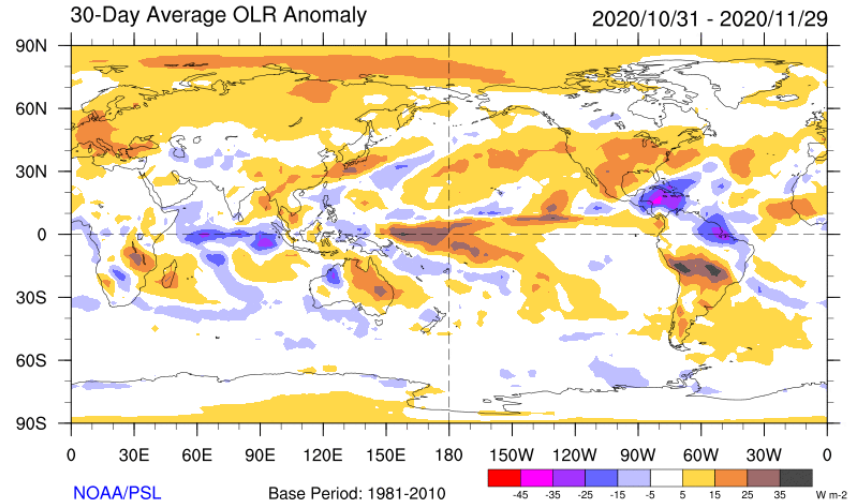 30-Day Average OLR Anomaly 2020/10/31 - 2020/11/29
90N
60N
30N
0
30S
60S
90S
0 30E 60E 90E 120E 150E 180 150W 120W 90W 60W 30W 0
NOAA/PSL Base Period: 1981-2010
-45 -35 -25 -15 -5 5 15 25 35 W m-2